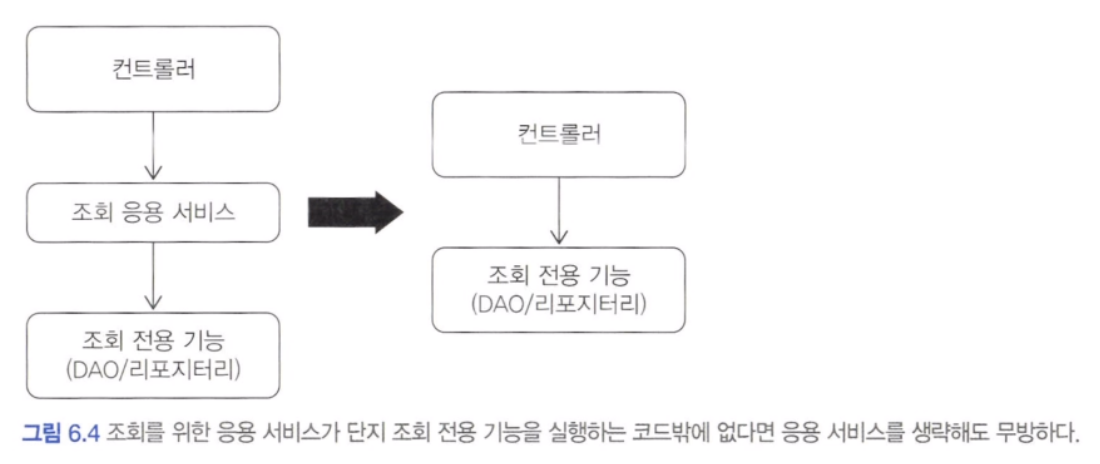 컨트롤러
조회 응용 서비스
조회 전용 기능
(DAO/리포지터리)
컨트롤러
조회 전용 기능
(DAO/리포지터리)
그림 6.4 조회를 위한 응용 서비스가 단지 조회 전용 기능을 실행하는 코드밖에 없다면 응용 서비스를 생략해도 무방하다.